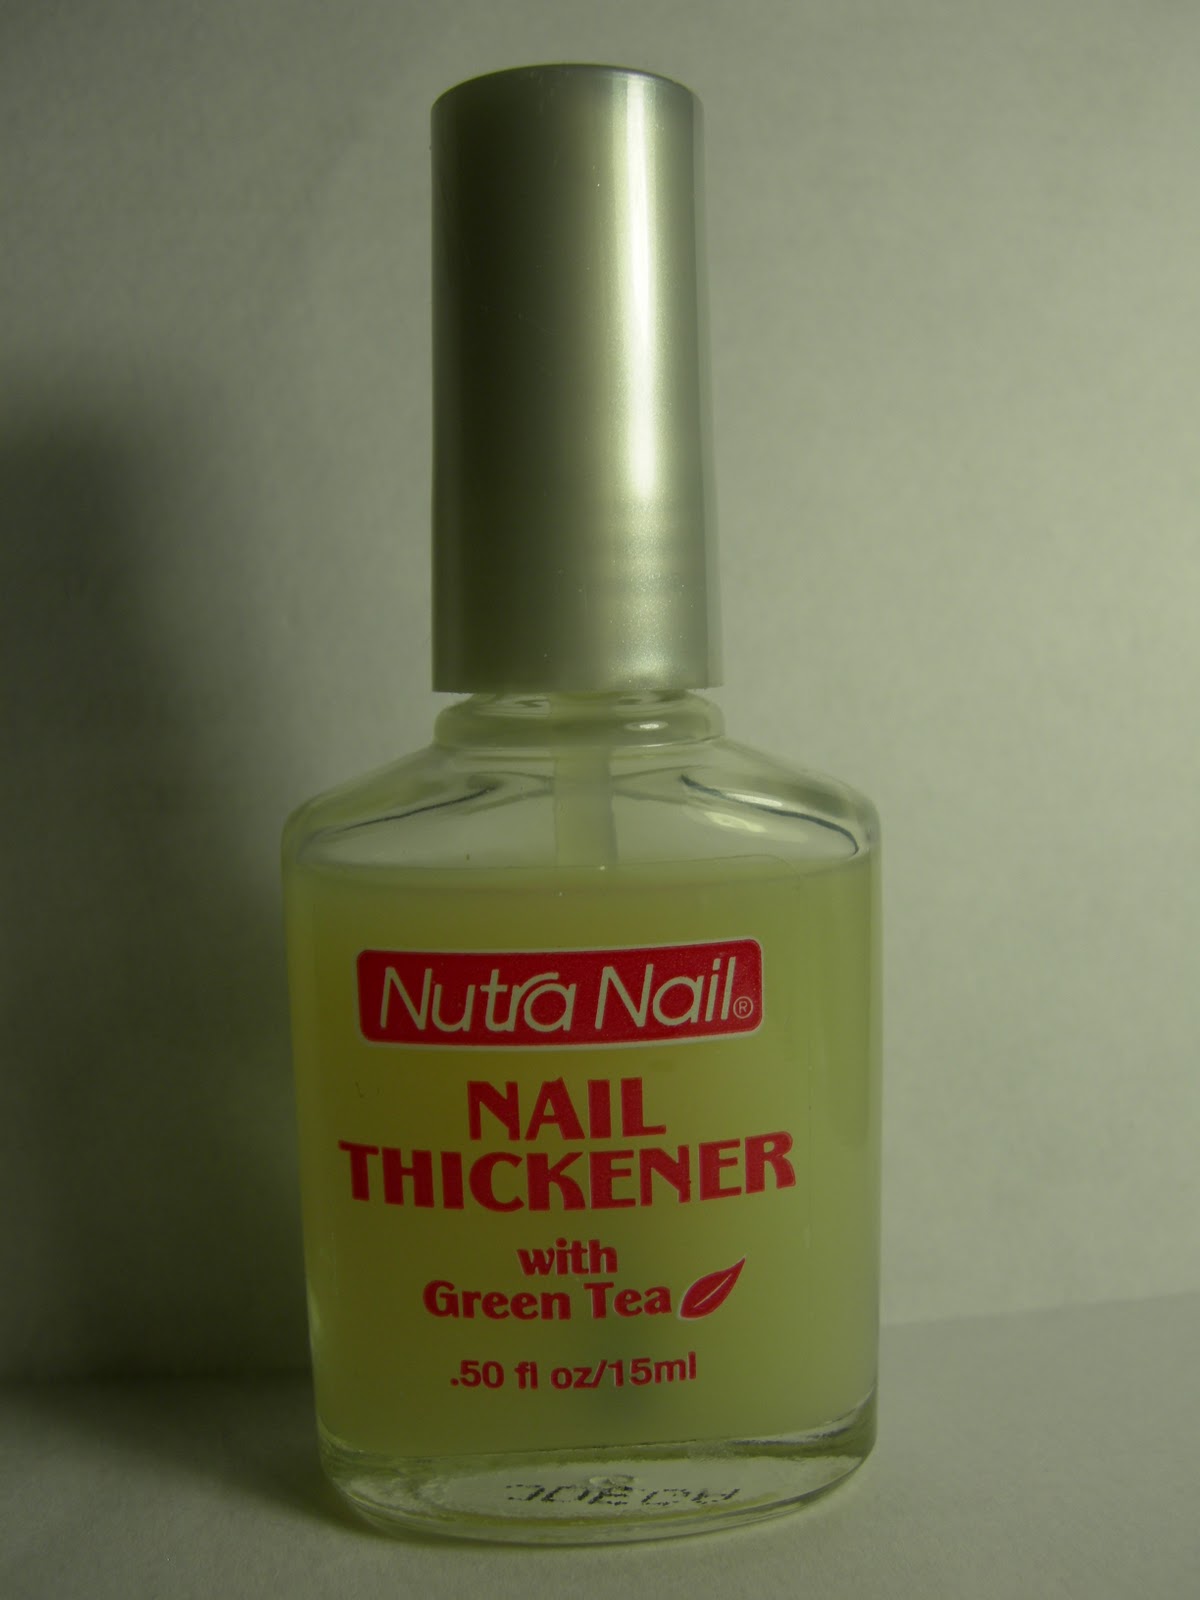 Nutra Nail®
NAIL
THICKENER
with
Green Tea
.50 fl oz/15ml